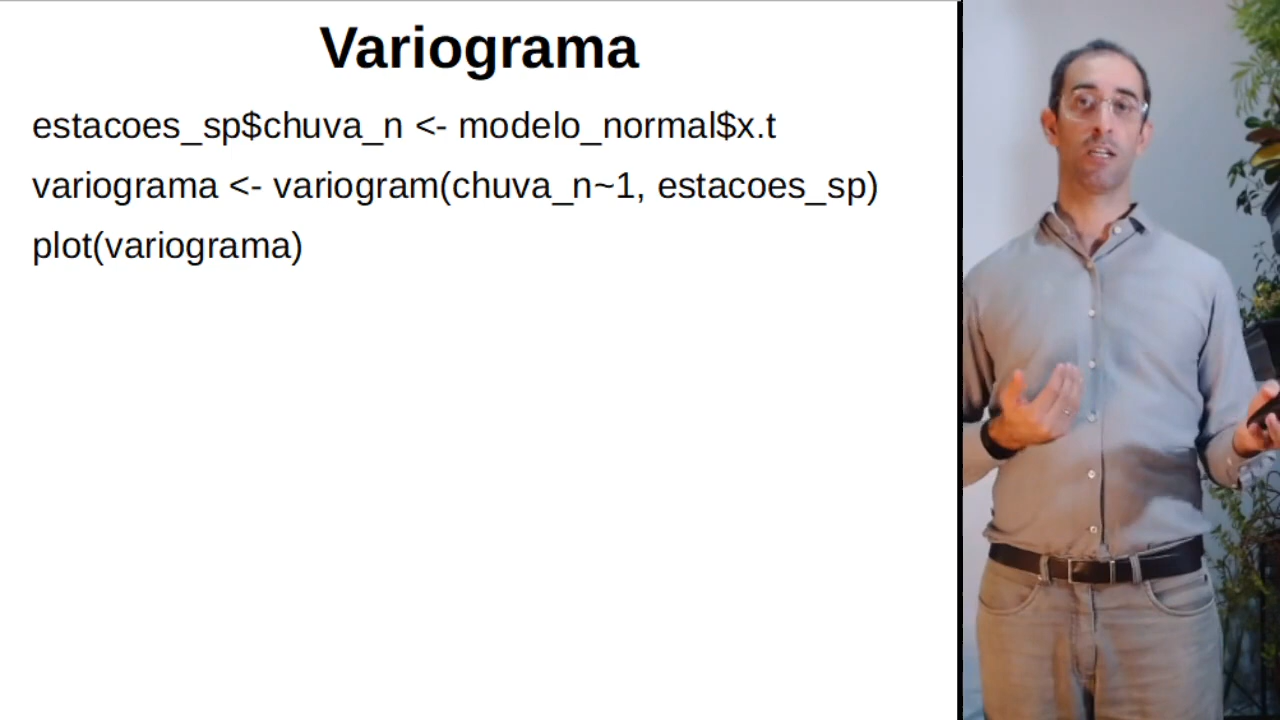 Variograma
estacoes_sp$chuva_n <- modelo_normal$x.t
variograma <- variogram(chuva_n~1, estacoes_sp)
plot(variograma)